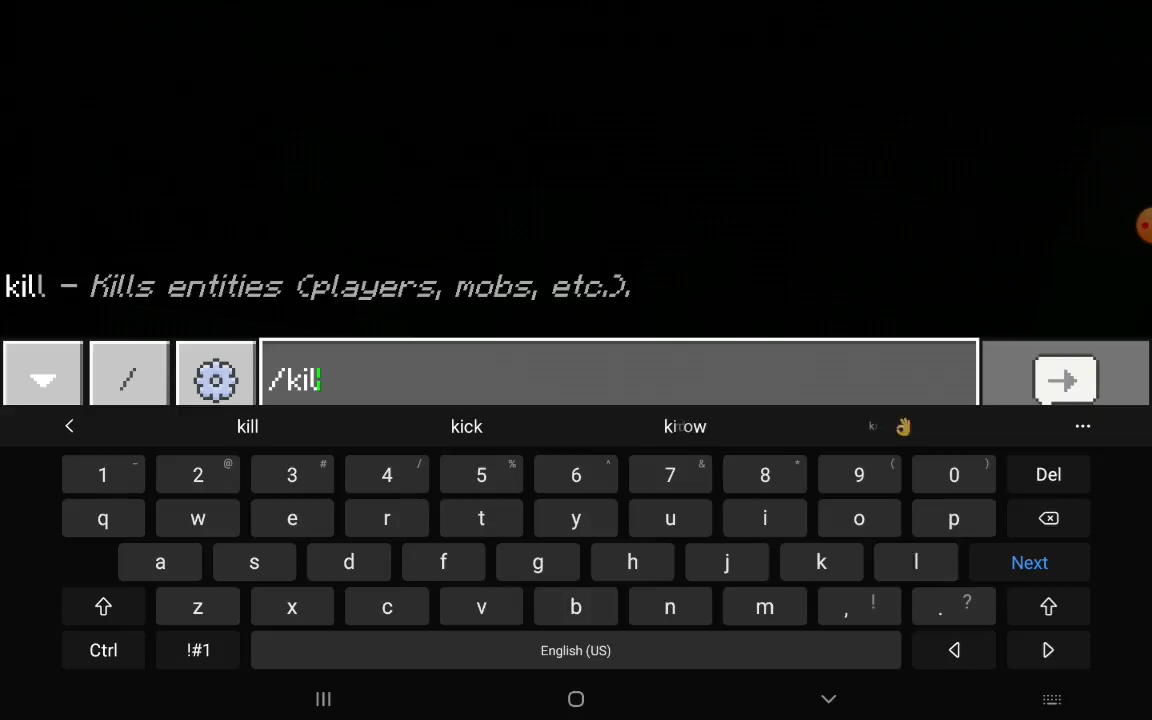 kill - Kills entities (players, mobs, etc.).
/ /kil
kill kick
1 - 2 @ 3 # 4 / 5 % 6 ^ 7 & 8 * 9 ( 0 ) Del
q w e r t y u i o p
a s d f g h j k l Next
z x c v b n m , ! . ?
Ctrl !#1 English (US)